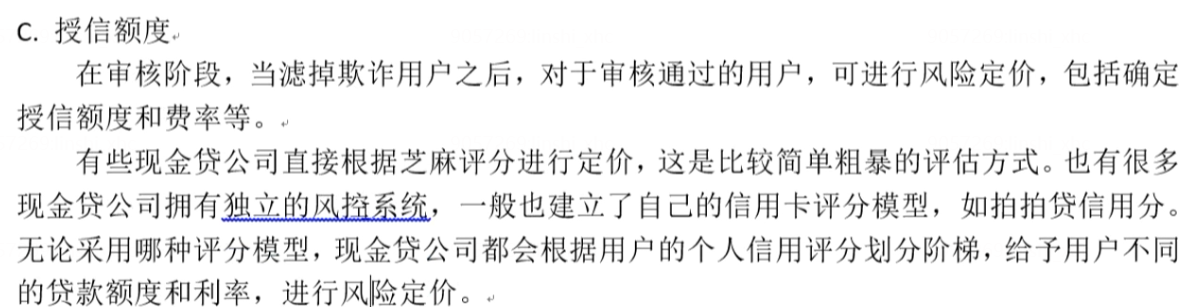 C. 授信额度
在审核阶段，当滤掉欺诈用户之后，对于审核通过的用户，可进行风险定价，包括确定
授信额度和费率等。
有些现金贷公司直接根据芝麻评分进行定价，这是比较简单粗暴的评估方式。也有很多
现金贷公司拥有独立的风控系统，一般也建立了自己的信用卡评分模型，如拍拍贷信用分。
无论采用哪种评分模型，现金贷公司都会根据用户的个人信用评分划分阶梯，给予用户不同
的贷款额度和利率，进行风险定价。